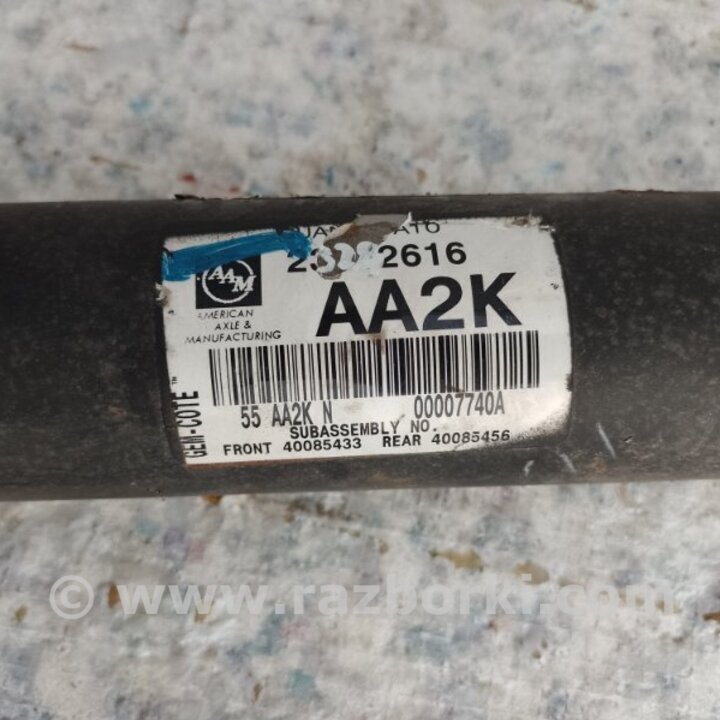 AAM
AMERICAN
AXLE &
MANUFACTURING
AA2K
GEM-COTE™
55 AA2K N 00007740A
SUBASSEMBLY NO.
FRONT 40085433 REAR 40085456
© www.razborki.com